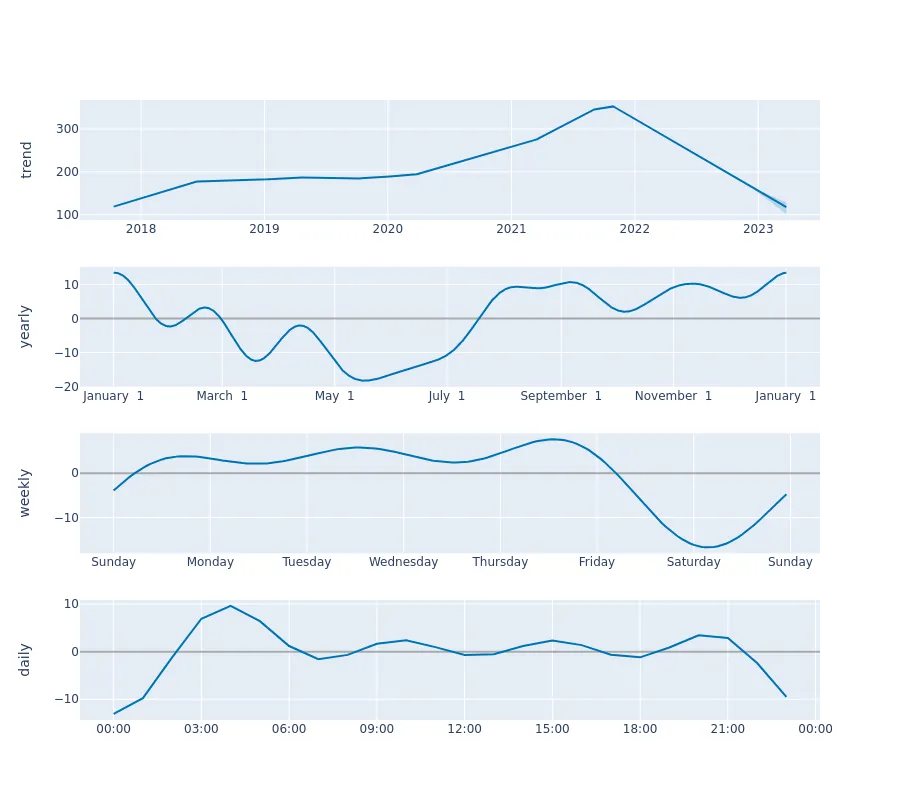 trend
300
200
100
2018 2019 2020 2021 2022 2023
yearly
10
0
−10
−20
January 1 March 1 May 1 July 1 September 1 November 1 January 1
weekly
0
−10
Sunday Monday Tuesday Wednesday Thursday Friday Saturday Sunday
daily
10
0
−10
00:00 03:00 06:00 09:00 12:00 15:00 18:00 21:00 00:00